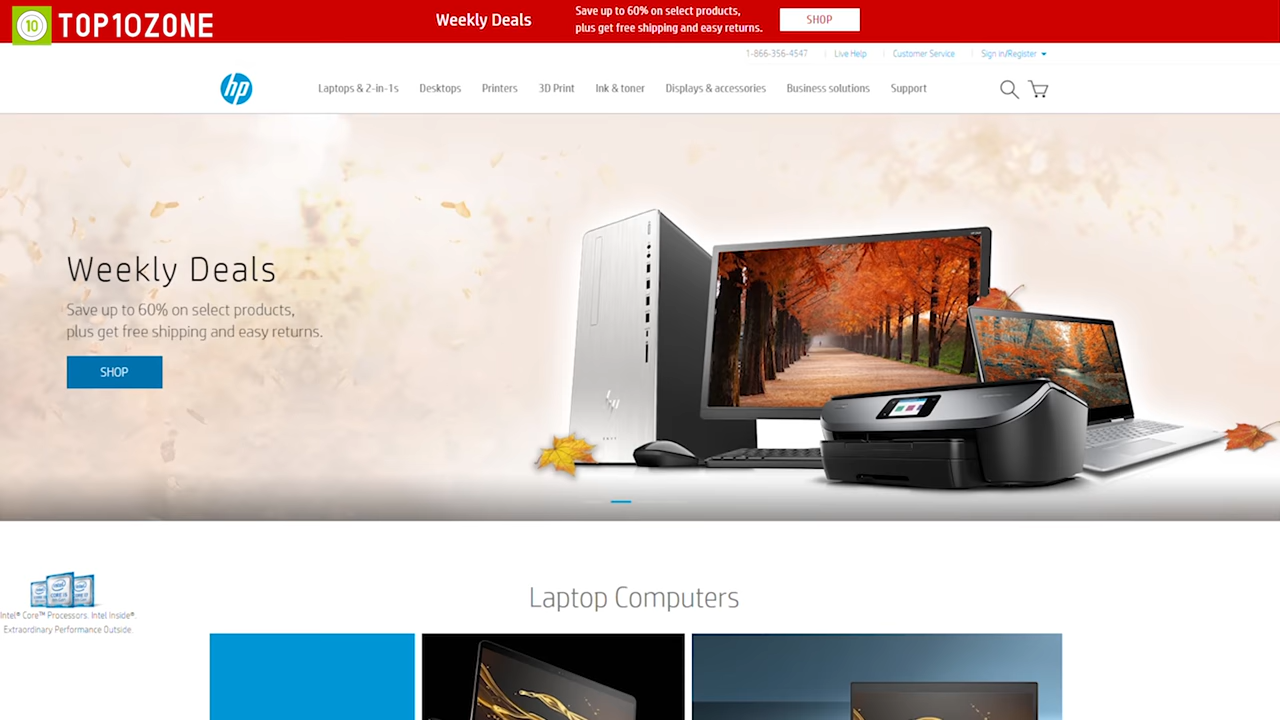 10 TOP10ZONE
Weekly Deals
Save up to 60% on select products,
plus get free shipping and easy returns.
SHOP
1-866-356-4547
Live Help
Customer Service
Sign in/Register
hp
Laptops & 2-in-1s
Desktops
Printers
3D Print
Ink & toner
Displays & accessories
Business solutions
Support
Weekly Deals
Save up to 60% on select products,
plus get free shipping and easy returns.
SHOP
Intel® Core™ Processors. Intel Inside®.
Extraordinary Performance Outside.
Laptop Computers